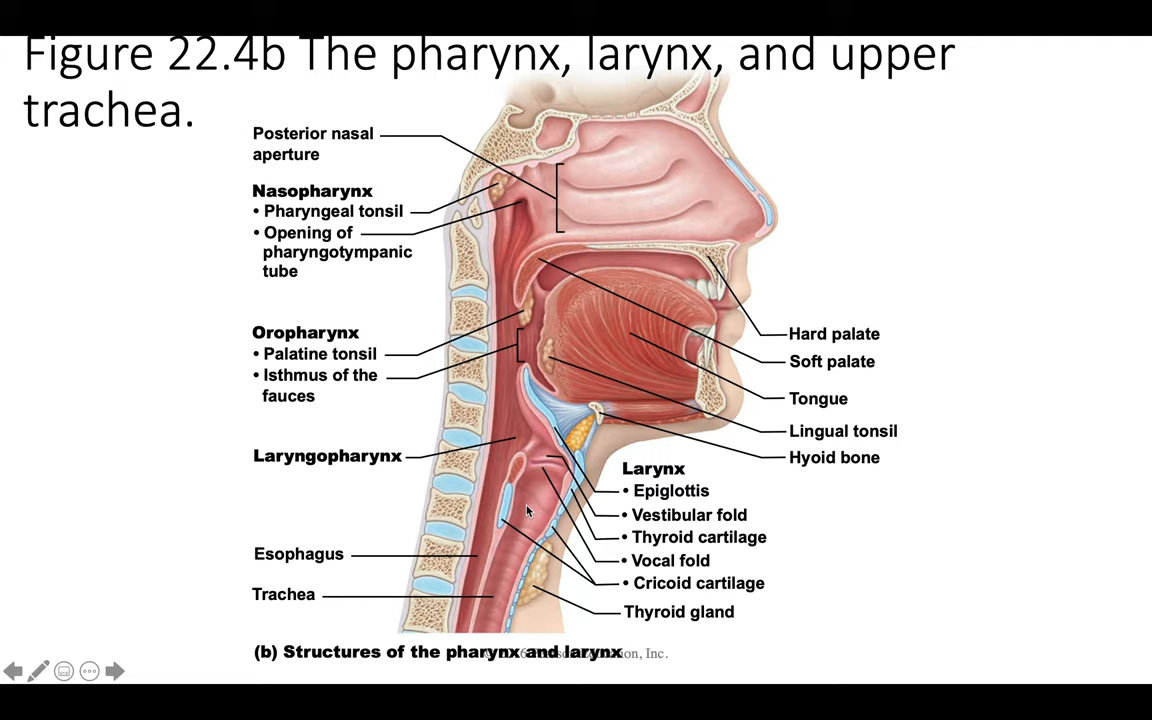 Figure 22.4b The pharynx, larynx, and upper
trachea.
Posterior nasal
aperture
Nasopharynx
• Pharyngeal tonsil
• Opening of
pharyngotympanic
tube
Oropharynx
• Palatine tonsil
• Isthmus of the
fauces
Laryngopharynx
Esophagus
Trachea
Hard palate
Soft palate
Tongue
Lingual tonsil
Hyoid bone
Larynx
• Epiglottis
• Vestibular fold
• Thyroid cartilage
• Vocal fold
• Cricoid cartilage
Thyroid gland
(b) Structures of the pharynx and larynx
Inc.